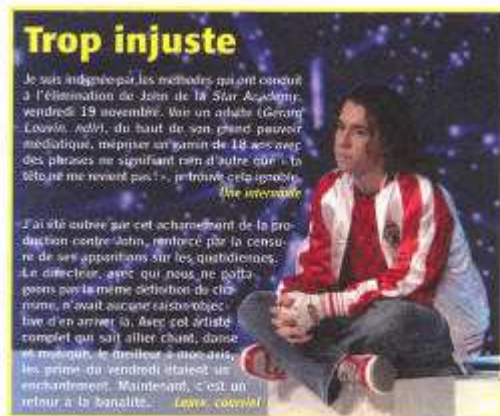 Trop injuste
Je suis indignée par les méthodes qui ont conduit
à l'élimination de John de la Star Academy,
vendredi 19 novembre. Voir un adulte (Gérard
Louvin, ndlr), du haut de son grand pouvoir
médiatique, mépriser un gamin de 18 ans avec
des phrases ne signifiant rien d'autre que « ta
tête ne me revient pas ! », je trouve cela ignoble.
Une internaute
J'ai été outrée par cet acharnement de la pro-
duction contre John, renforcé par la censu-
re de ses apparitions sur les quotidiennes.
Le directeur, avec qui nous ne parta-
geons pas la même définition du cha-
risme, n'avait aucune raison objec-
tive d'en arriver là. Avec cet artiste
complet qui sait allier chant, danse
et musique, le meilleur à mon avis,
les prime du vendredi étaient un
enchantement. Maintenant, c'est un
retour à la banalité. courriel